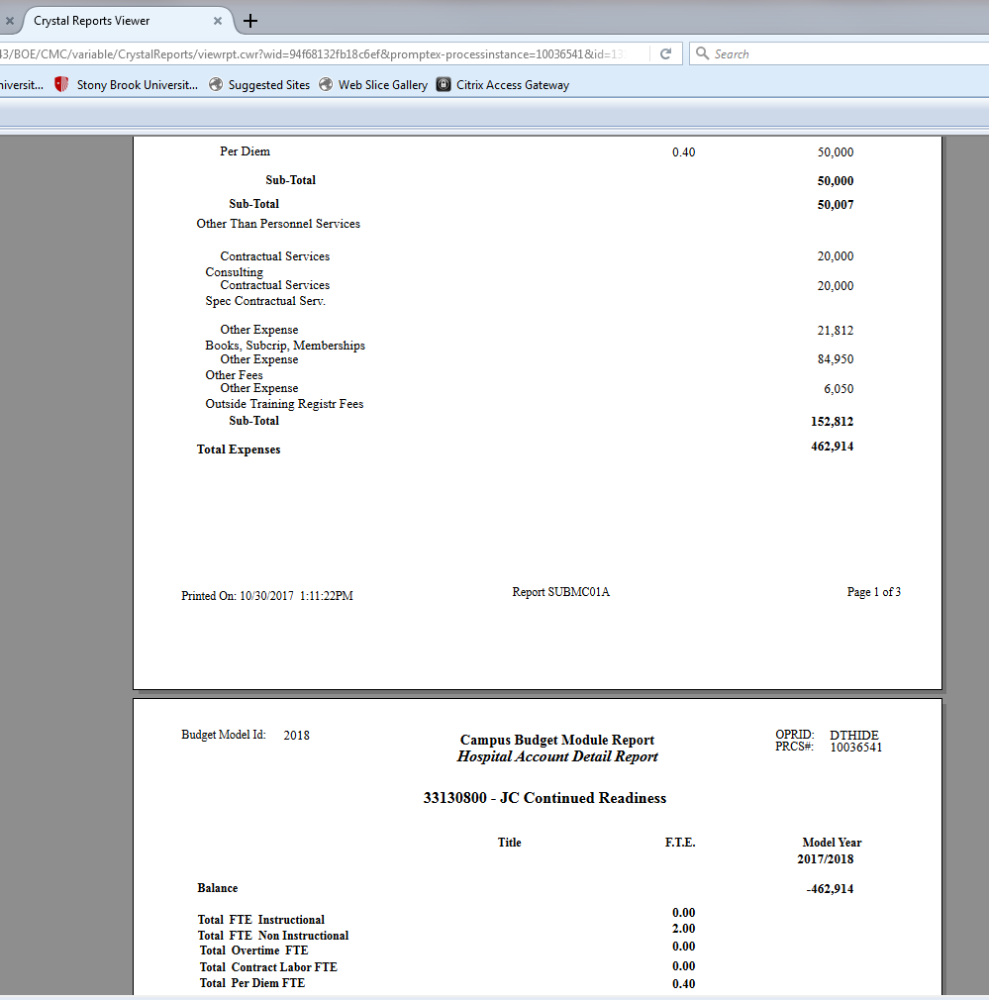 Crystal Reports Viewer
43/BOE/CMC/variable/CrystalReports/viewrpt.cwr?wid=94f68132fb18c6ef&promptex-processinstance=10036541&id=13 Search
niversit... Stony Brook Universit... Suggested Sites Web Slice Gallery Citrix Access Gateway
Per Diem 0.40 50,000
Sub-Total 50,000
Sub-Total 50,007
Other Than Personnel Services
Contractual Services 20,000
Consulting
Contractual Services 20,000
Spec Contractual Serv.
Other Expense 21,812
Books, Subcrip, Memberships
Other Expense 84,950
Other Fees
Other Expense 6,050
Outside Training Registr Fees
Sub-Total 152,812
Total Expenses 462,914
Printed On: 10/30/2017 1:11:22PM Report SUBMC01A Page 1 of 3
Budget Model Id: 2018 Campus Budget Module Report OPRID: DTHIDE
Hospital Account Detail Report PRCS#: 10036541
33130800 - JC Continued Readiness
Title F.T.E. Model Year
2017/2018
Balance -462,914
Total FTE Instructional 0.00
Total FTE Non Instructional 2.00
Total Overtime FTE 0.00
Total Contract Labor FTE 0.00
Total Per Diem FTE 0.40